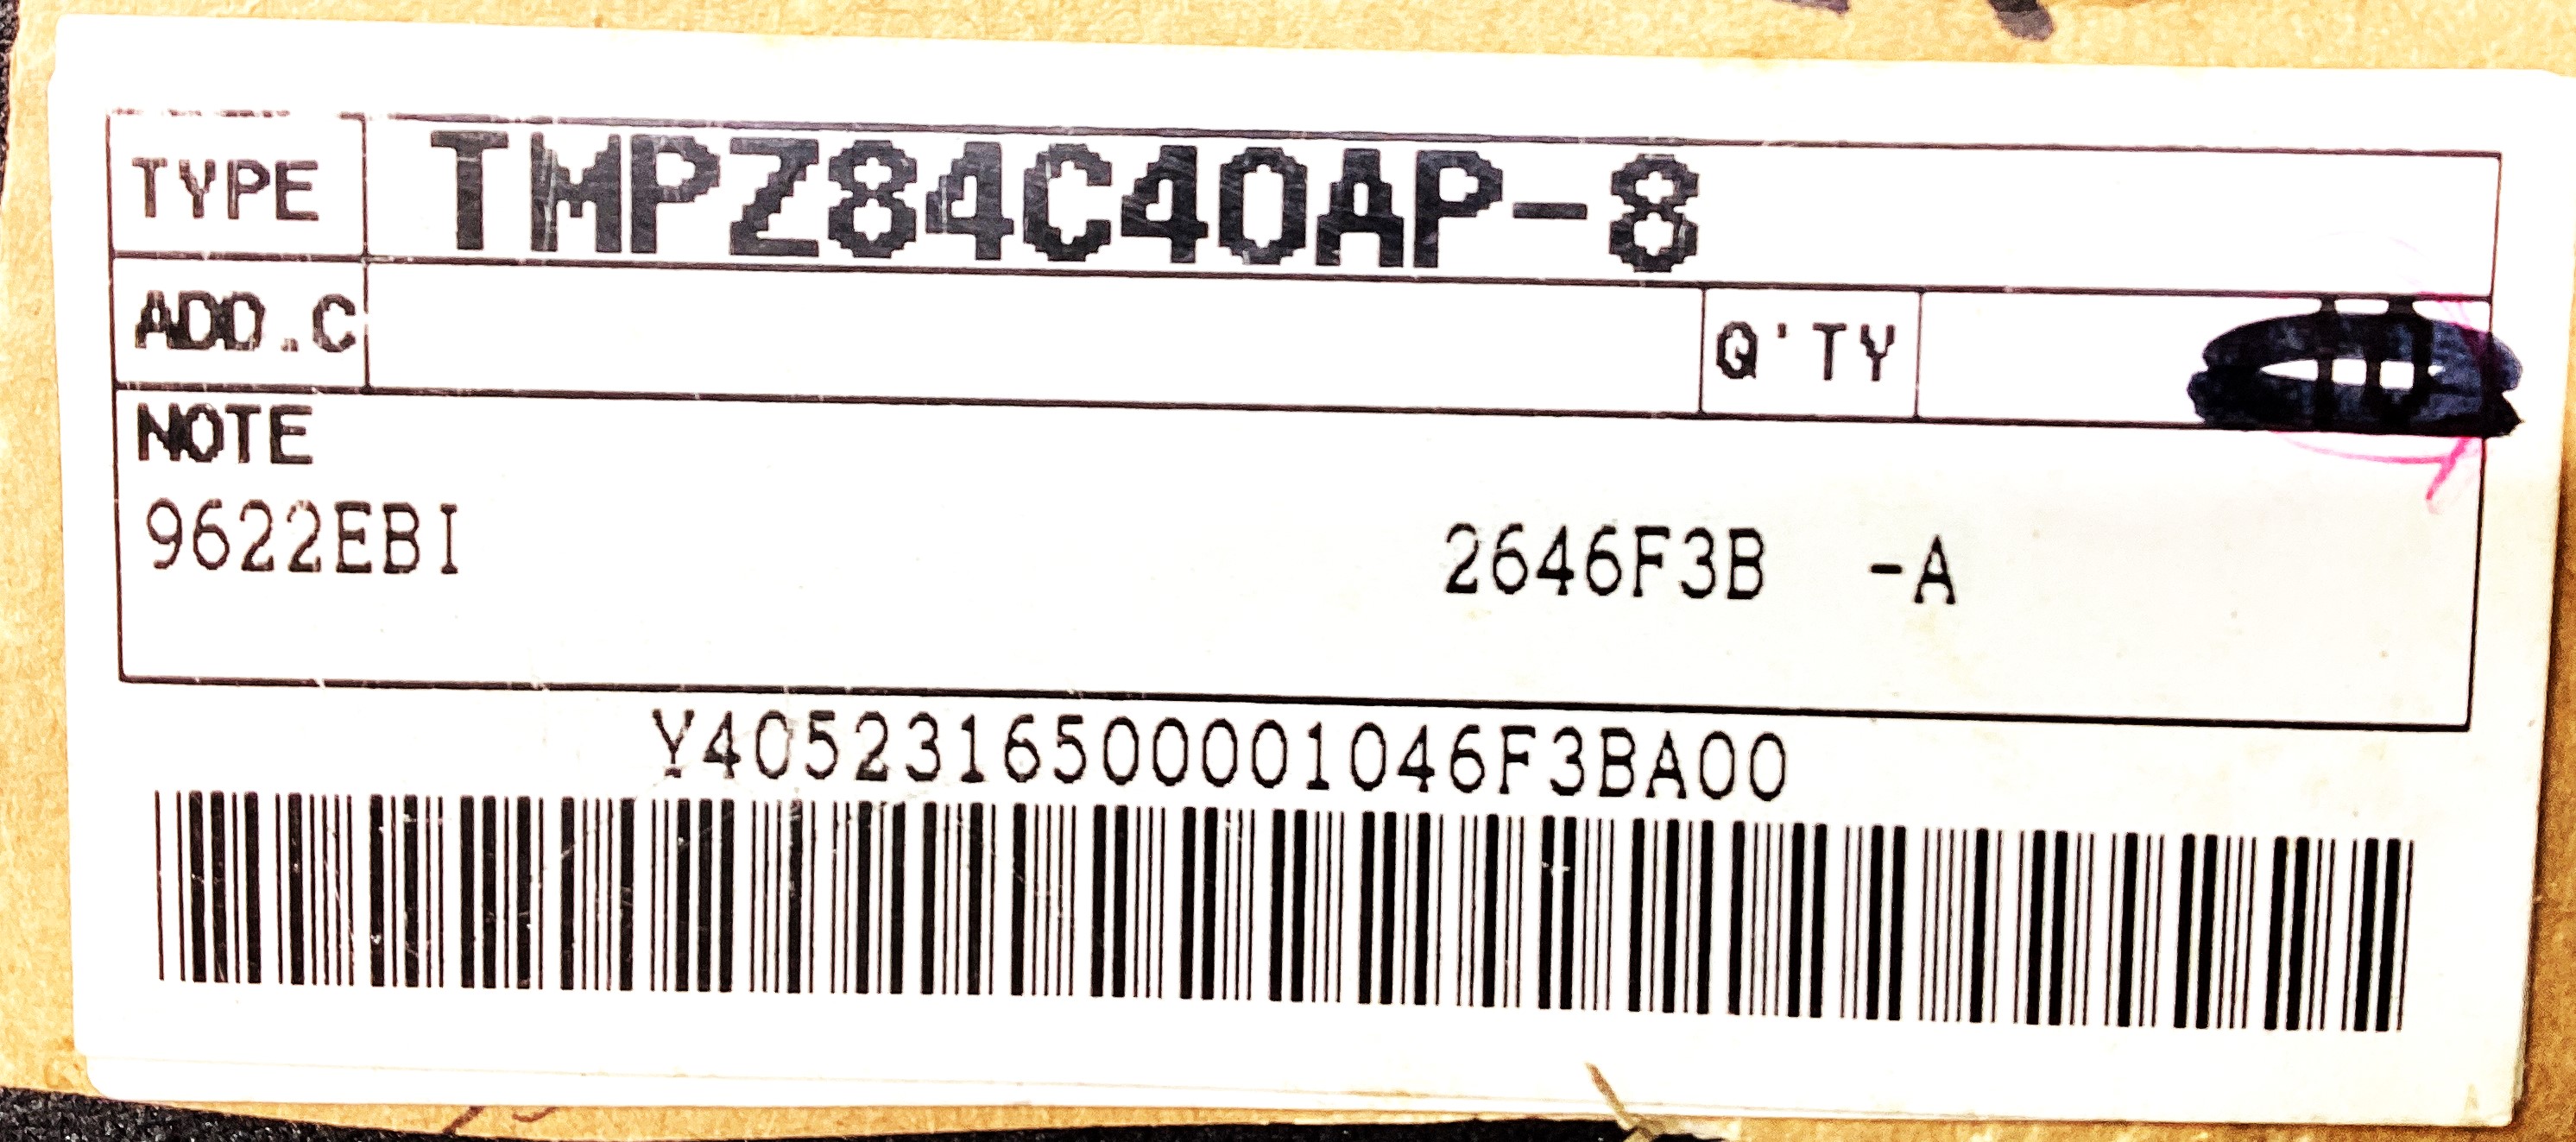 TYPE TMPZ84C40AP-8
ADD.C Q'TY
NOTE
9622EBI 2646F3B -A
Y4052316500001046F3BA00